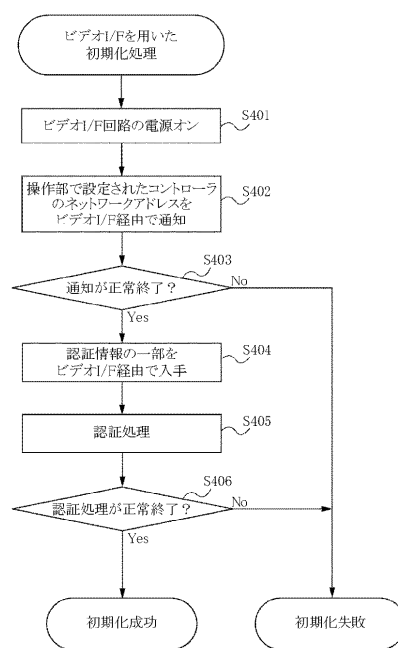 ビデオI/Fを用いた
初期化処理
ビデオI/F回路の電源オン
S401
操作部で設定されたコントローラ
のネットワークアドレスを
ビデオI/F経由で通知
S402
通知が正常終了？
S403
No
Yes
認証情報の一部を
ビデオI/F経由で入手
S404
認証処理
S405
認証処理が正常終了？
S406
No
Yes
初期化成功
初期化失敗